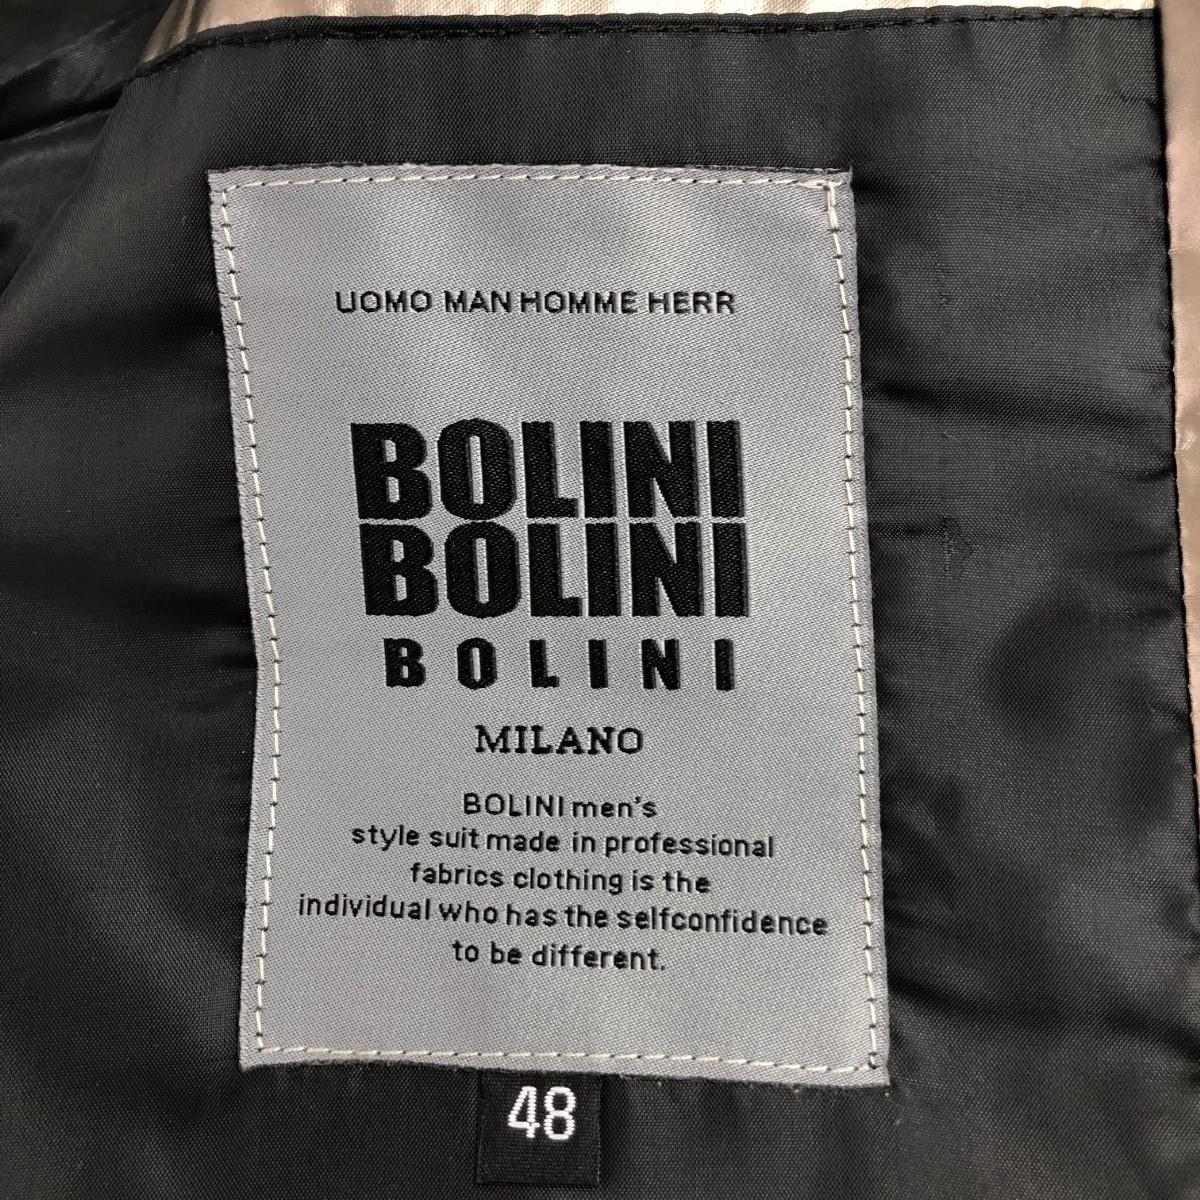 UOMO MAN HOMME HERR
BOLINI
BOLINI
BOLINI
MILANO
BOLINI men's
style suit made in professional
fabrics clothing is the
individual who has the selfconfidence
to be different.
48